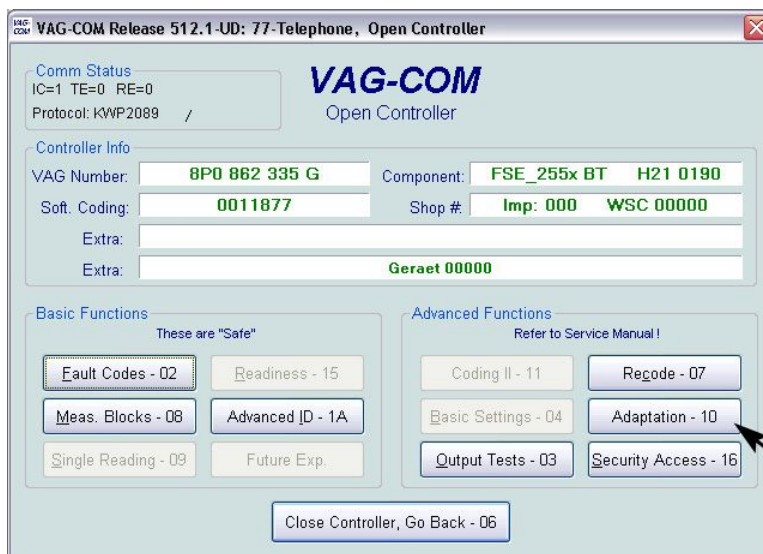 VAG-COM
VAG-COM Release 512.1-UD: 77-Telephone, Open Controller
Comm Status
IC=1 TE=0 RE=0
Protocol: KWP2089 /
VAG-COM
Open Controller
Controller Info
VAG Number: 8P0 862 335 G Component: FSE_255x BT H21 0190
Soft. Coding: 0011877 Shop #: Imp: 000 WSC 00000
Extra:
Extra: Geraet 00000
Basic Functions
These are "Safe"
Fault Codes - 02 Readiness - 15
Meas. Blocks - 08 Advanced ID - 1A
Single Reading - 09 Future Exp.
Advanced Functions
Refer to Service Manual !
Coding II - 11 Recode - 07
Basic Settings - 04 Adaptation - 10
Output Tests - 03 Security Access - 16
Close Controller, Go Back - 06